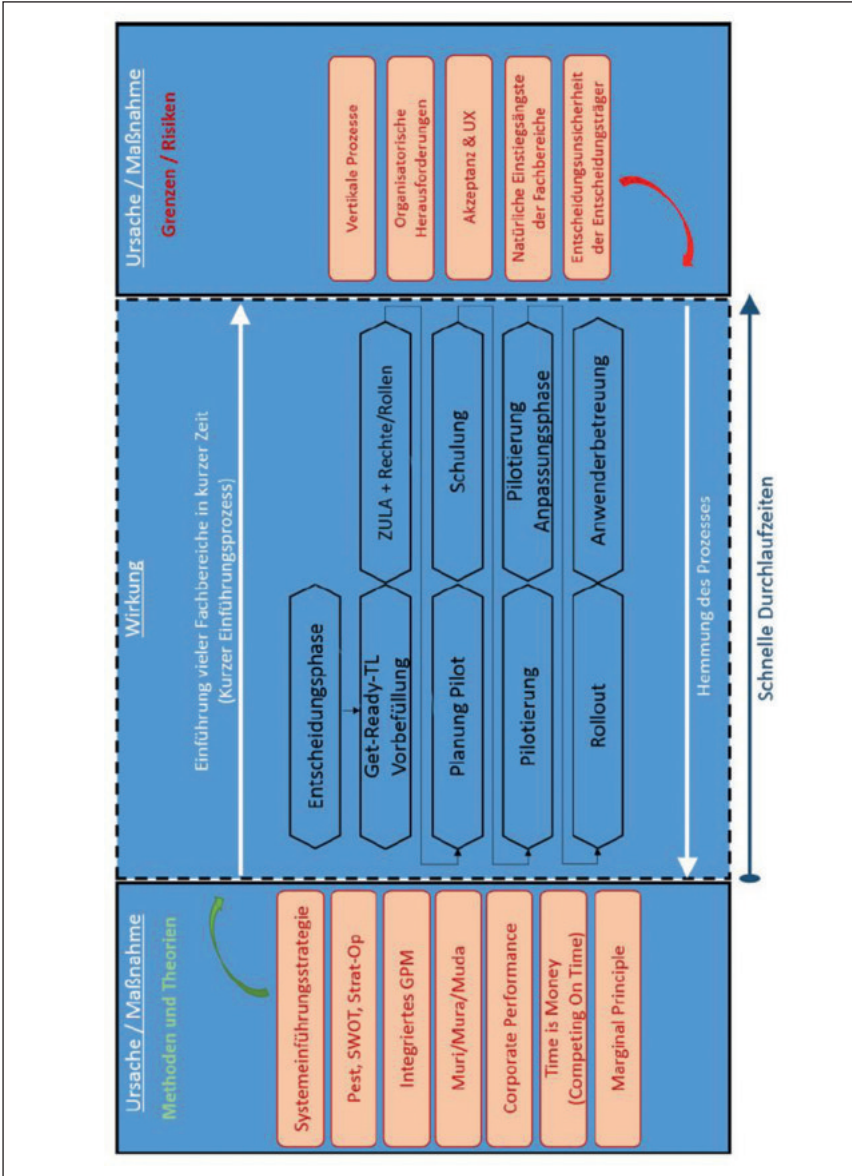 Ursache / Maßnahme
Methoden und Theorien
Systemeinführungsstrategie
Pest, SWOT, Strat-Op
Integriertes GPM
Muri/Mura/Muda
Corporate Performance
Time is Money
(Competing On Time)
Marginal Principle
Wirkung
Einführung vieler Fachbereiche in kurzer Zeit
(Kurzer Einführungsprozess)
Entscheidungsphase
Get-Ready-TL
Vorbefüllung
ZULA + Rechte/Rollen
Planung Pilot
Schulung
Pilotierung
Pilotierung
Anpassungsphase
Rollout
Anwenderbetreuung
Hemmung des Prozesses
Schnelle Durchlaufzeiten
Ursache / Maßnahme
Grenzen / Risiken
Vertikale Prozesse
Organisatorische
Herausforderungen
Akzeptanz & UX
Natürliche Einstiegsängste
der Fachbereiche
Entscheidungsunsicherheit
der Entscheidungsträger